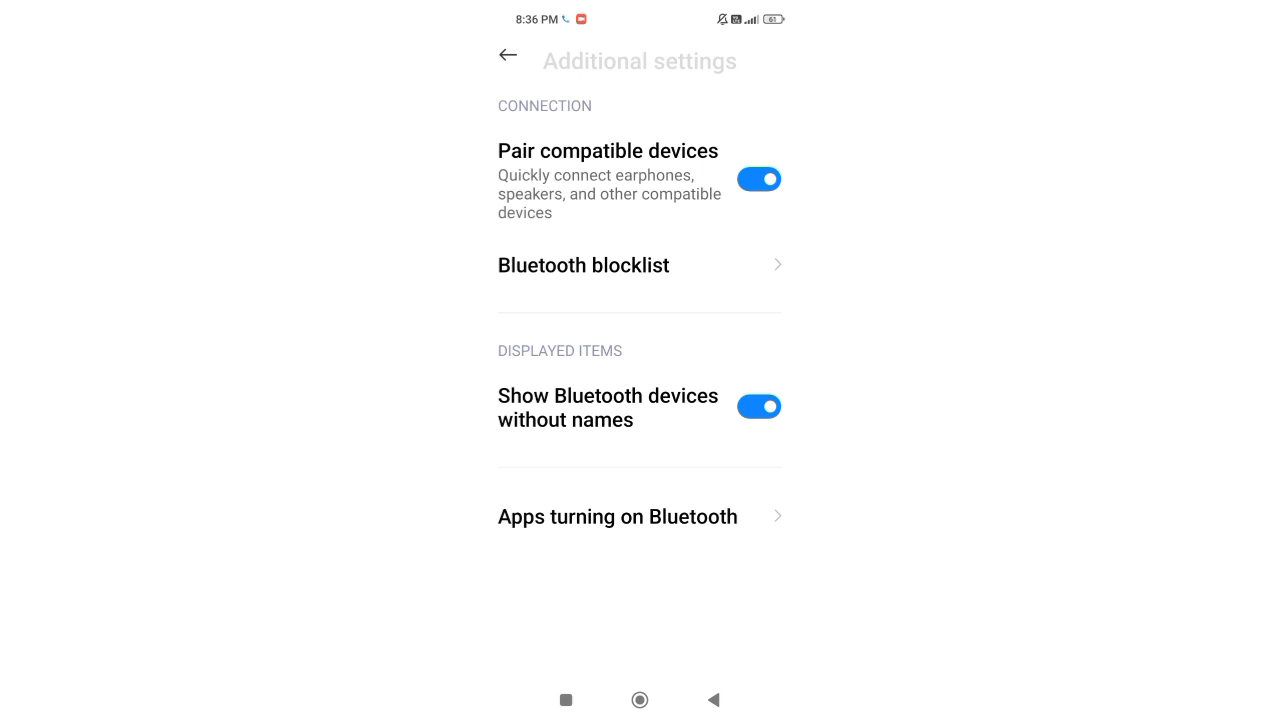 8:36 PM 61
Additional settings
CONNECTION
Pair compatible devices
Quickly connect earphones,
speakers, and other compatible
devices
Bluetooth blocklist
DISPLAYED ITEMS
Show Bluetooth devices
without names
Apps turning on Bluetooth